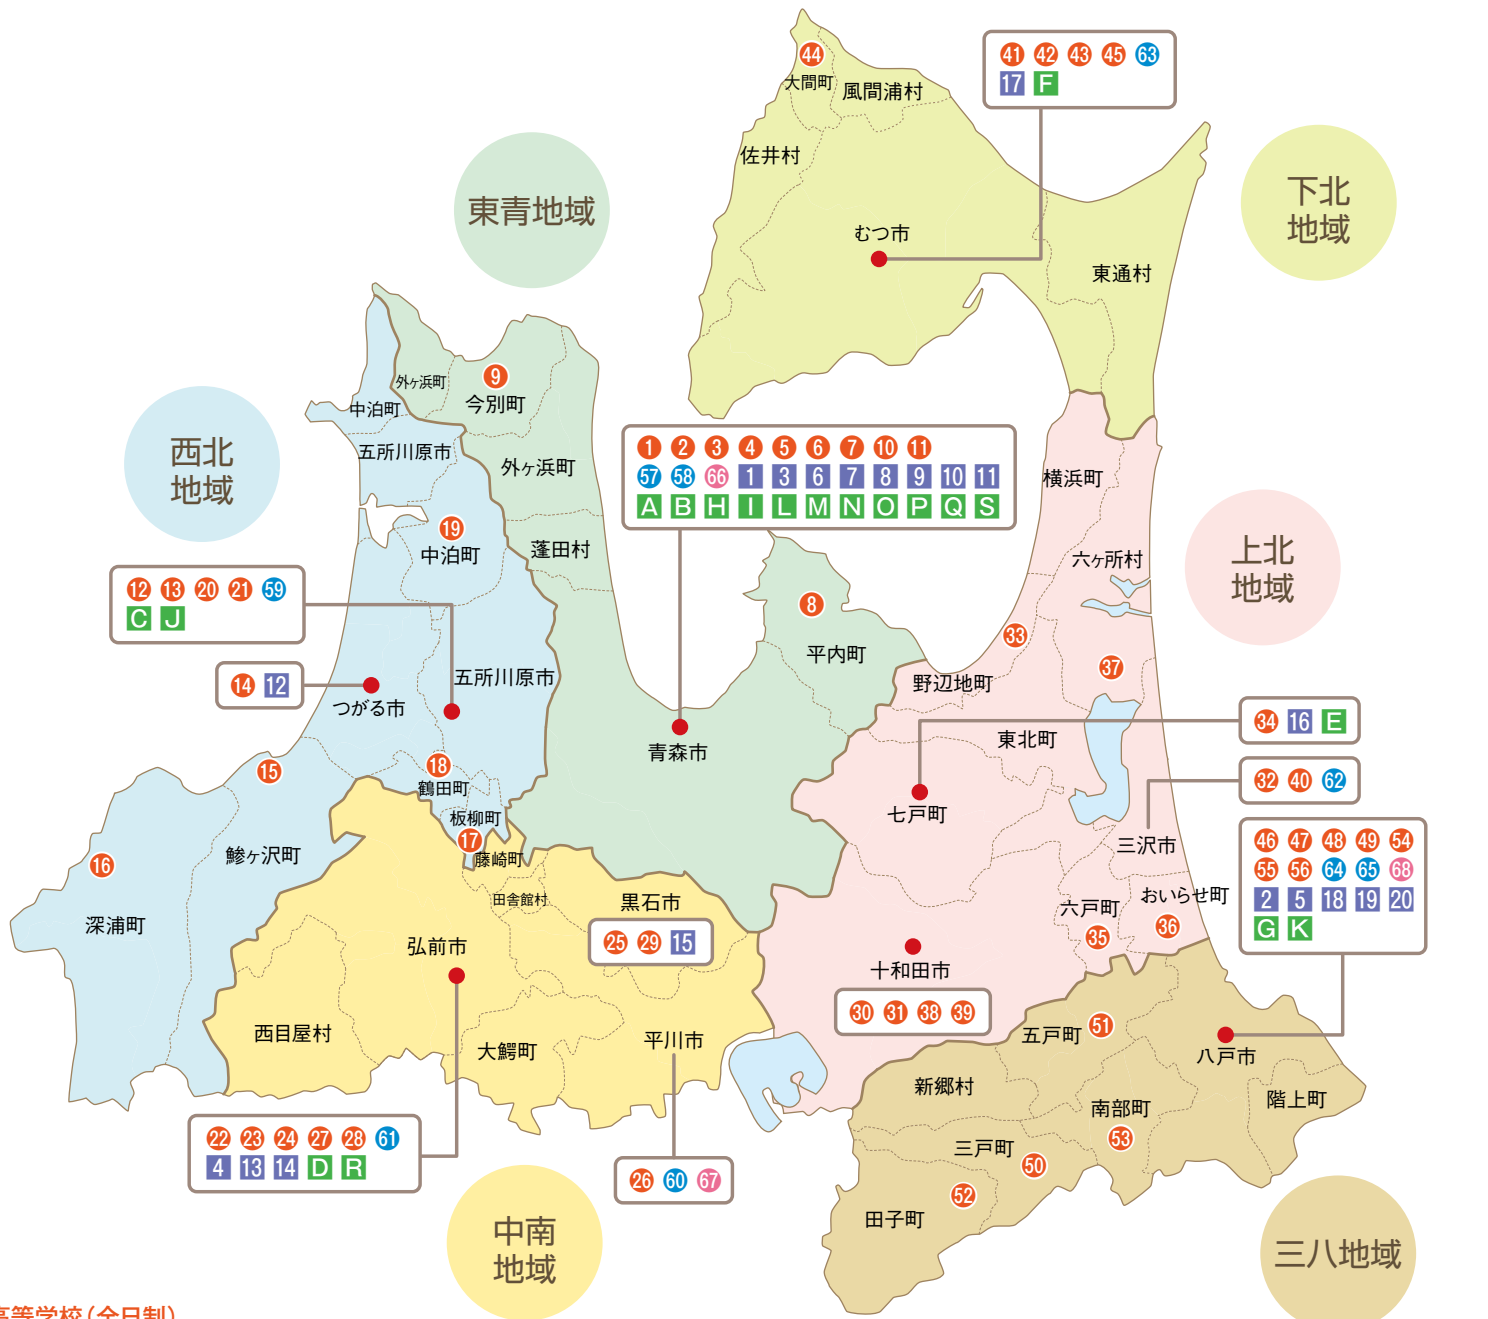 44
大間町
風間浦村
佐井村
むつ市
東通村
41 42 43 45 63
17 F
下北
地域
東青地域
外ヶ浜町
9
今別町
中泊町
五所川原市
外ヶ浜町
西北
地域
19
中泊町
蓬田村
1 2 3 4 5 6 7 10 11
57 58 66 1 3 6 7 8 9 10 11
A B H I L M N O P Q S
横浜町
六ヶ所村
上北
地域
12 13 20 21 59
C J
14 12
つがる市
五所川原市
8
平内町
青森市
33
野辺地町
37
東北町
34 16 E
七戸町
32 40 62
三沢市
15
18
鶴田町
板柳町
17
藤崎町
16
鰺ヶ沢町
深浦町
田舎館村
黒石市
25 29 15
弘前市
西目屋村
大鰐町
平川市
十和田市
30 31 38 39
六戸町
35
おいらせ町
36
46 47 48 49 54
55 56 64 65 68
2 5 18 19 20
G K
五戸町
51
八戸市
新郷村
南部町
53
階上町
三戸町
50
52
田子町
22 23 24 27 28 61
4 13 14 D R
26 60 67
中南
地域
三八地域
高等学校(全日制)